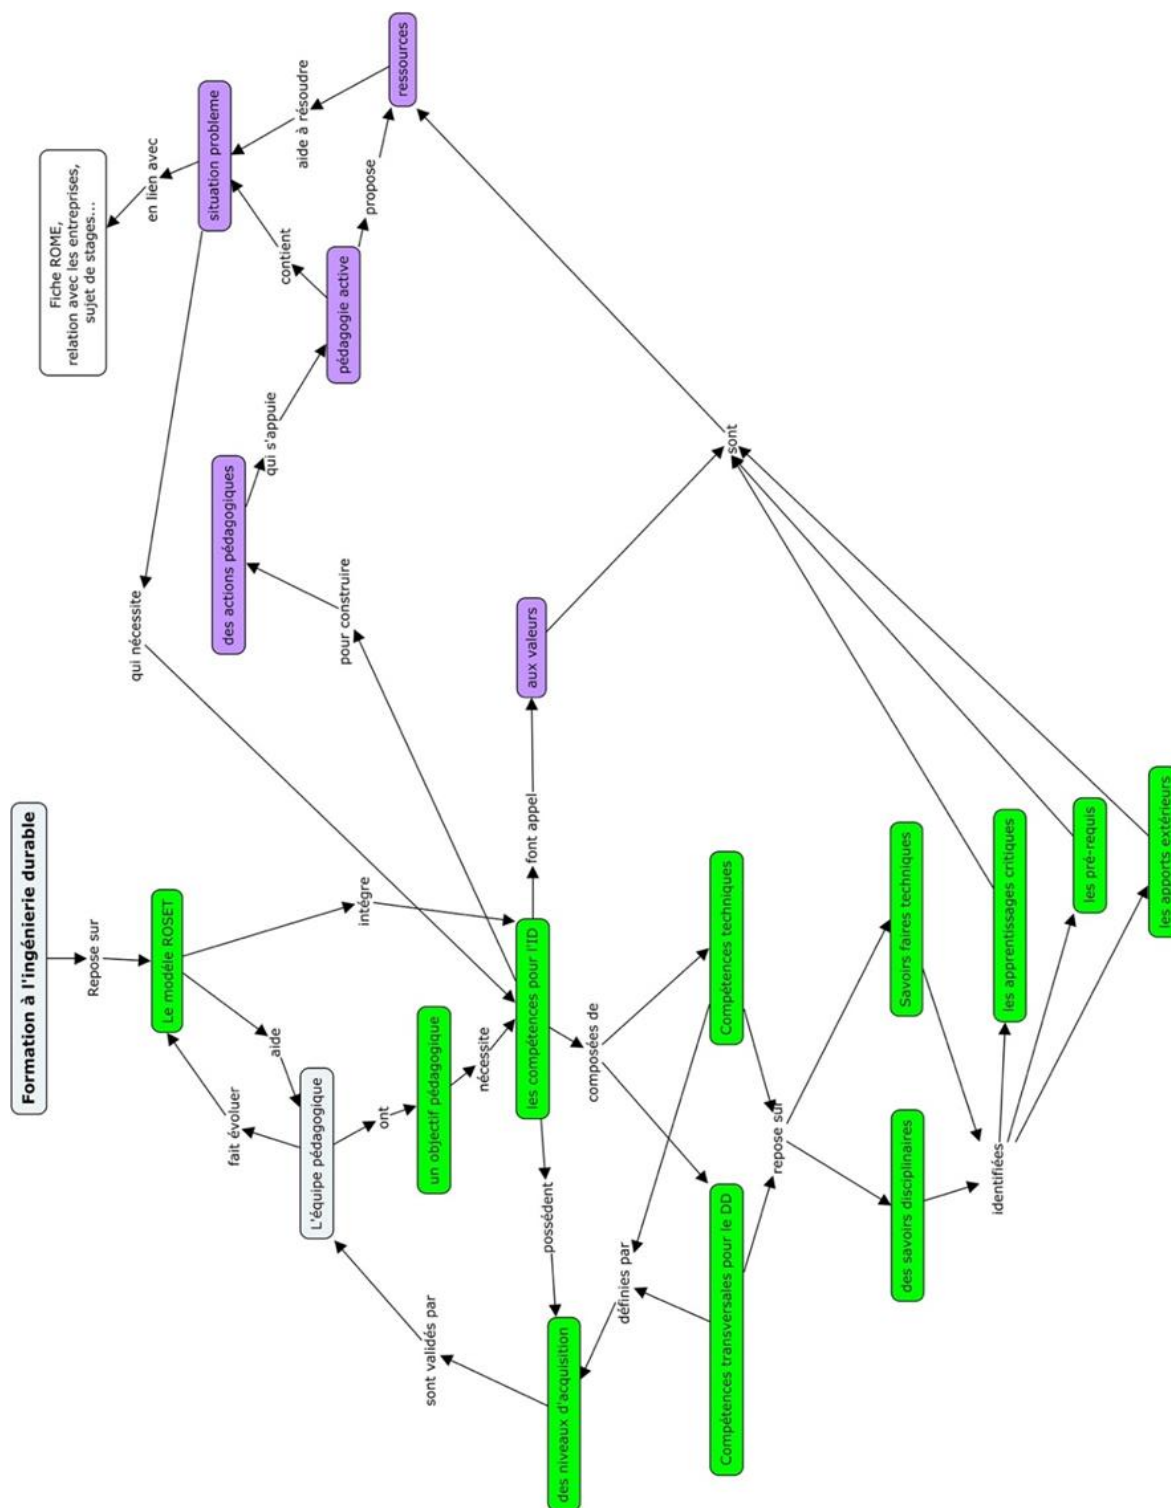 Formation à l'ingénierie durable
Repose sur
Le modéle ROSET
fait évoluer
aide
intégre
L'équipe pédagogique
ont
un objectif pédagogique
nécessite
sont validés par
les compétences pour l'ID
possédent
des niveaux d'acquisition
définies par
composées de
Compétences transversales pour le DD
Compétences techniques
repose sur
des savoirs disciplinaires
Savoirs faires techniques
identifiées
les apprentissages critiques
les pré-requis
les apports extérieurs
font appel
aux valeurs
sont
pour construire
qui nécessite
des actions pédagogiques
qui s'appuie
pédagogie active
contient
propose
situation probleme
aide à résoudre
ressources
en lien avec
Fiche ROME,
relation avec les entreprises,
sujet de stages...